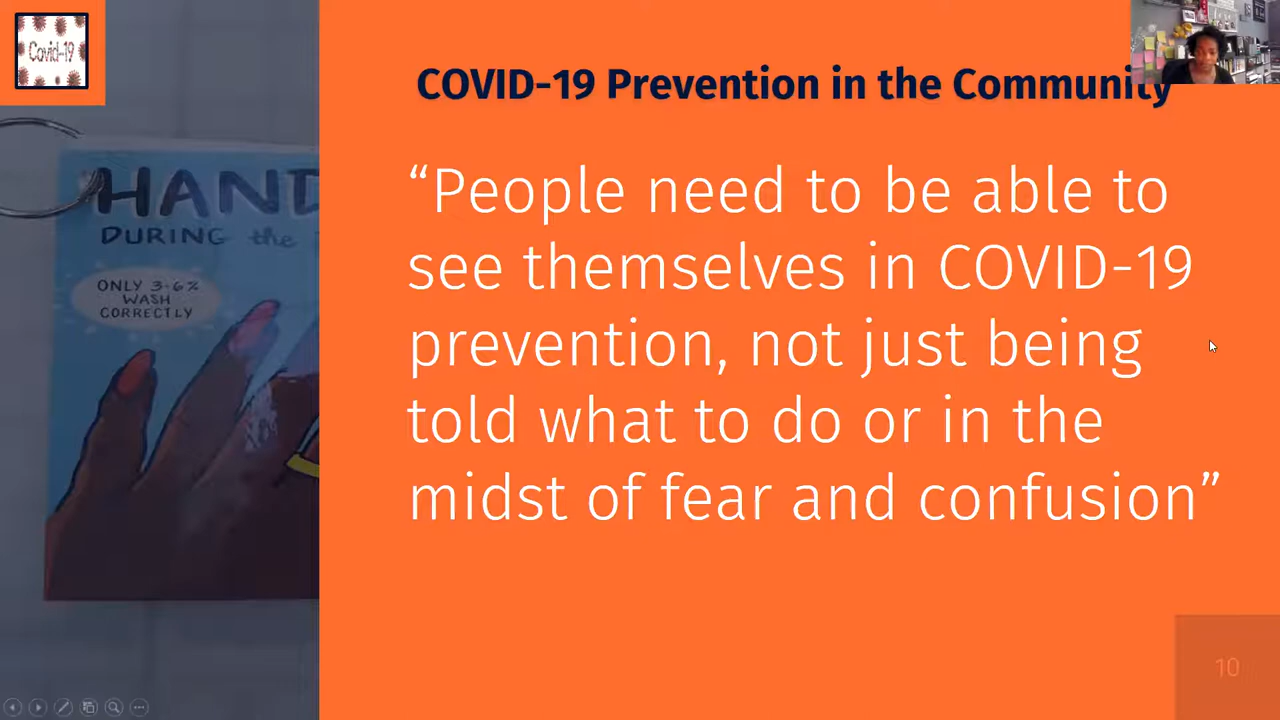 Covid-19
COVID-19 Prevention in the Community
“People need to be able to
see themselves in COVID-19
prevention, not just being
told what to do or in the
midst of fear and confusion”
HAND
DURING the
ONLY 3-6%
WASH
CORRECTLY
10